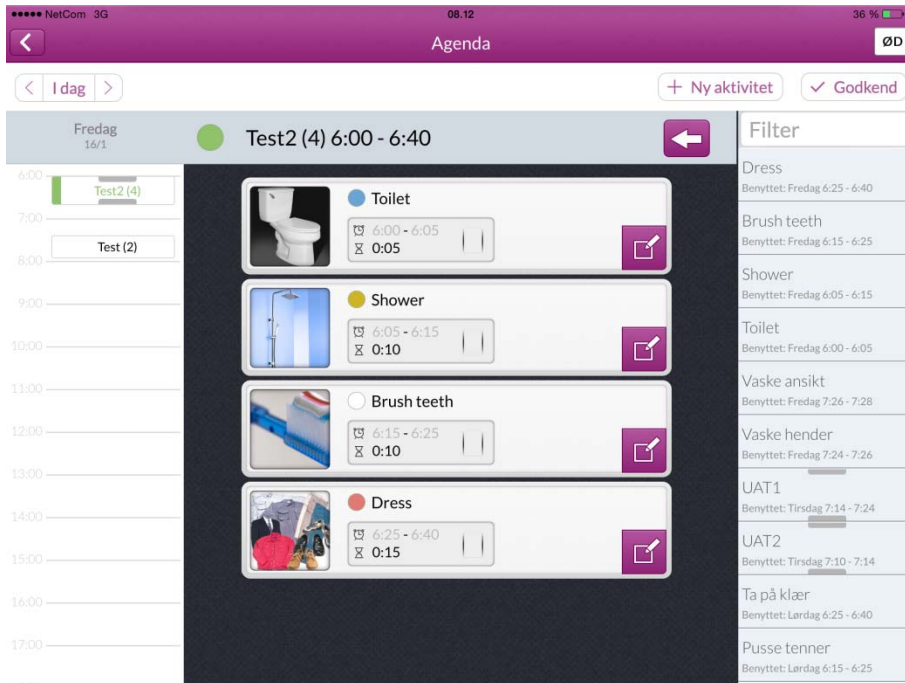 NetCom 3G
08.12
36 %
Agenda
ØD
I dag
+ Ny aktivitet
Godkend
Fredag
16/1
Test2 (4) 6:00 - 6:40
Filter
6:00
Test2 (4)
7:00
Test (2)
8:00
9:00
10:00
11:00
12:00
13:00
14:00
15:00
16:00
17:00
Toilet
6:00 - 6:05
0:05
Shower
6:05 - 6:15
0:10
Brush teeth
6:15 - 6:25
0:10
Dress
6:25 - 6:40
0:15
Dress
Benyttet: Fredag 6:25 - 6:40
Brush teeth
Benyttet: Fredag 6:15 - 6:25
Shower
Benyttet: Fredag 6:05 - 6:15
Toilet
Benyttet: Fredag 6:00 - 6:05
Vaske ansikt
Benyttet: Fredag 7:26 - 7:28
Vaske hender
Benyttet: Fredag 7:24 - 7:26
UAT1
Benyttet: Tirsdag 7:14 - 7:24
UAT2
Benyttet: Tirsdag 7:10 - 7:14
Ta på klær
Benyttet: Lørdag 6:25 - 6:40
Pusse tenner
Benyttet: Lørdag 6:15 - 6:25